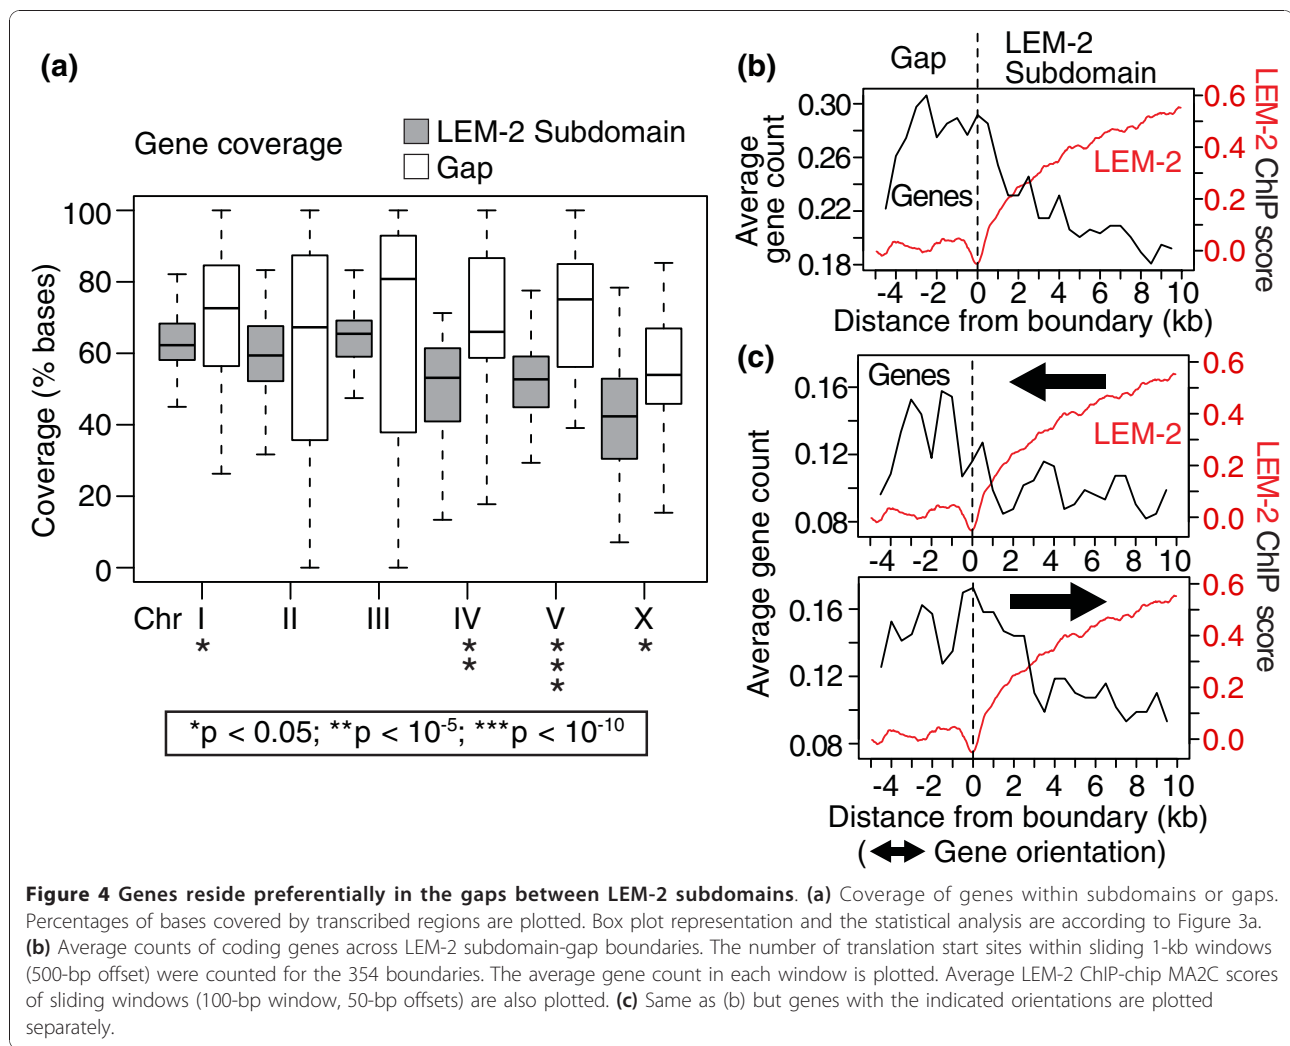 (a)
Gene coverage
LEM-2 Subdomain
Gap
Coverage (% bases)
100
80
60
40
20
0
Chr I II III IV V X
* ** *** *
*p < 0.05; **p < 10-5; ***p < 10-10
(b)
Gap
LEM-2
Subdomain
Average
gene count
0.30
0.26
0.22
0.18
Genes
LEM-2
0.6
0.4
0.2
0.0
LEM-2 ChIP score
-4 -2 0 2 4 6 8 10
Distance from boundary (kb)
(c)
Genes
LEM-2
Average gene count
0.16
0.12
0.08
0.6
0.4
0.2
0.0
-4 -2 0 2 4 6 8 10
LEM-2 ChIP score
0.16
0.12
0.08
0.6
0.4
0.2
0.0
-4 -2 0 2 4 6 8 10
Distance from boundary (kb)
( Gene orientation)
Figure 4 Genes reside preferentially in the gaps between LEM-2 subdomains. (a) Coverage of genes within subdomains or gaps.
Percentages of bases covered by transcribed regions are plotted. Box plot representation and the statistical analysis are according to Figure 3a.
(b) Average counts of coding genes across LEM-2 subdomain-gap boundaries. The number of translation start sites within sliding 1-kb windows
(500-bp offset) were counted for the 354 boundaries. The average gene count in each window is plotted. Average LEM-2 ChIP-chip MA2C scores
of sliding windows (100-bp window, 50-bp offsets) are also plotted. (c) Same as (b) but genes with the indicated orientations are plotted
separately.